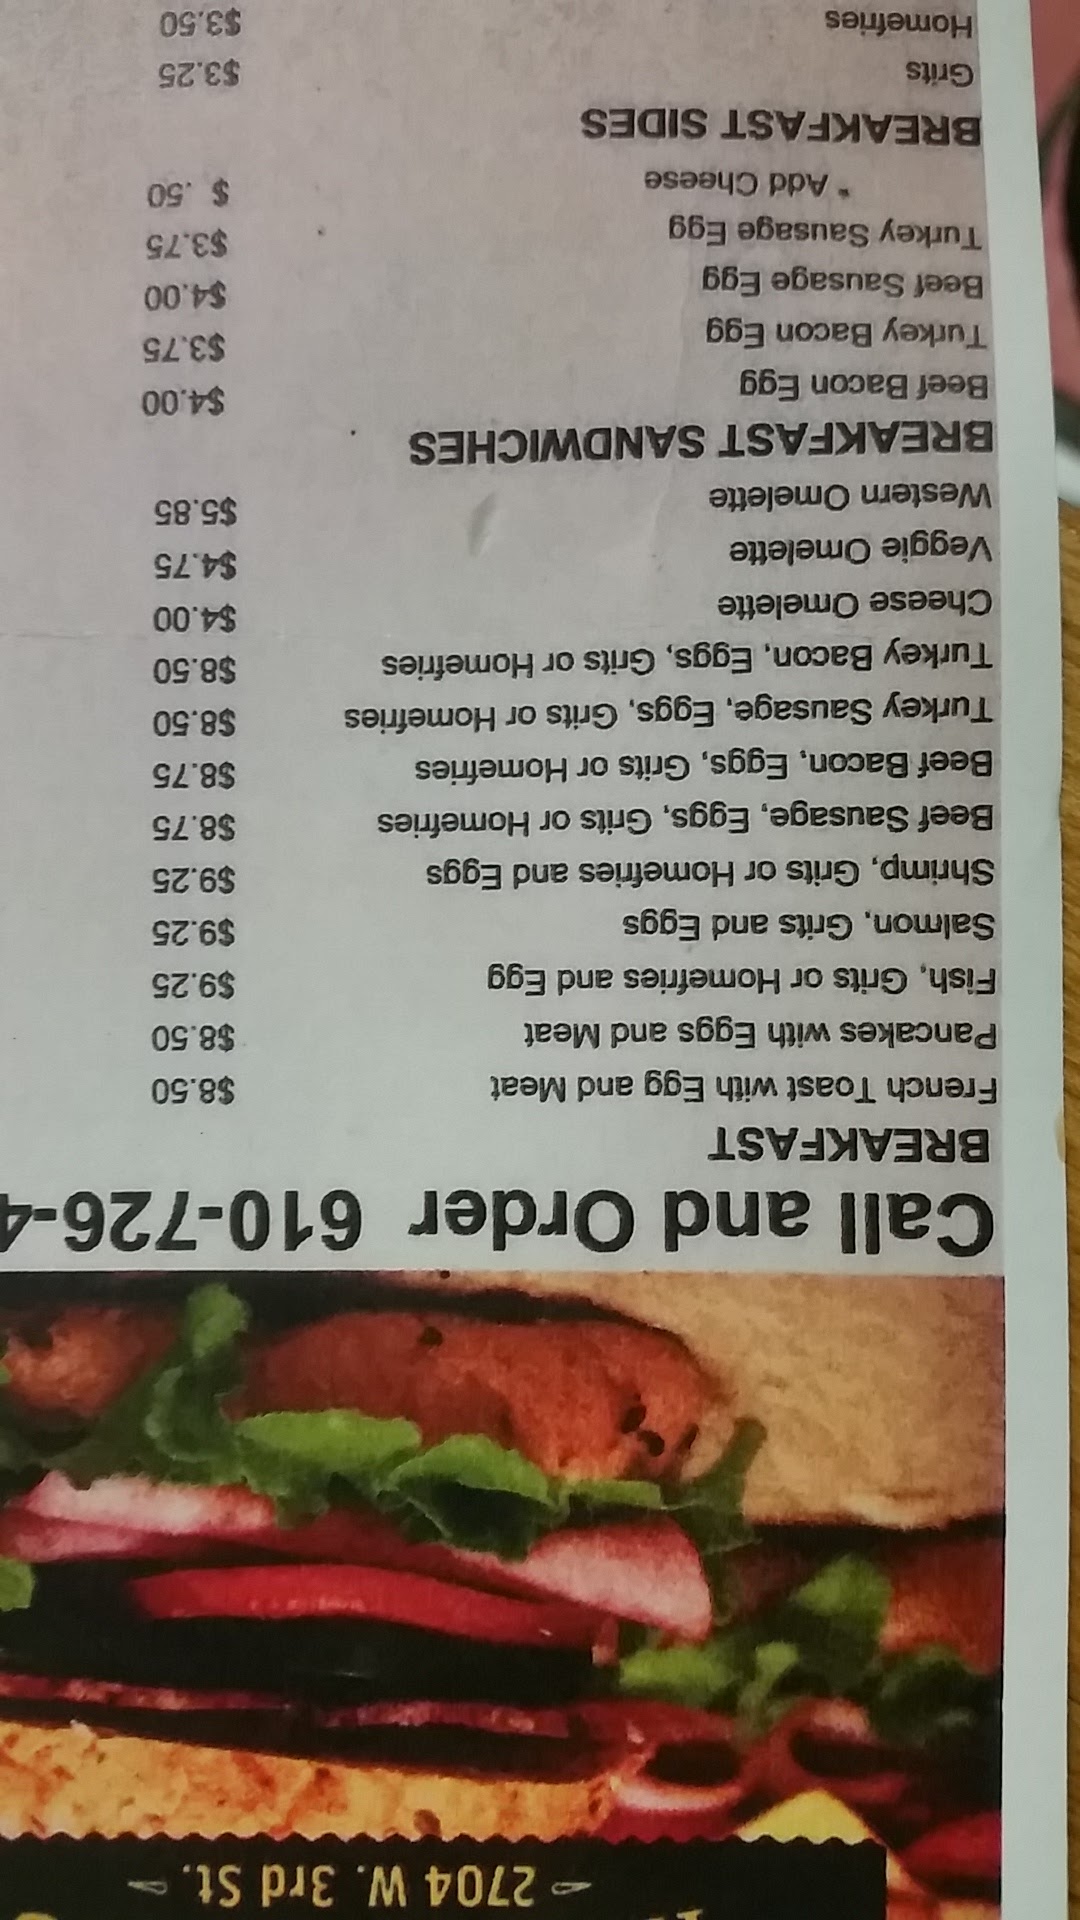 2704 W. 3rd St.
Call and Order 610-726-4
BREAKFAST
French Toast with Egg and Meat $8.50
Pancakes with Eggs and Meat $8.50
Fish, Grits or Homefries and Egg $9.25
Salmon, Grits and Eggs $9.25
Shrimp, Grits or Homefries and Eggs $9.25
Beef Sausage, Eggs, Grits or Homefries $8.75
Beef Bacon, Eggs, Grits or Homefries $8.75
Turkey Sausage, Eggs, Grits or Homefries $8.50
Turkey Bacon, Eggs, Grits or Homefries $8.50
Cheese Omelette $4.00
Veggie Omelette $4.75
Western Omelette $5.85
BREAKFAST SANDWICHES
Beef Bacon Egg $4.00
Turkey Bacon Egg $3.75
Beef Sausage Egg $4.00
Turkey Sausage Egg $3.75
* Add Cheese $ .50
BREAKFAST SIDES
Grits $3.25
Homefries $3.50